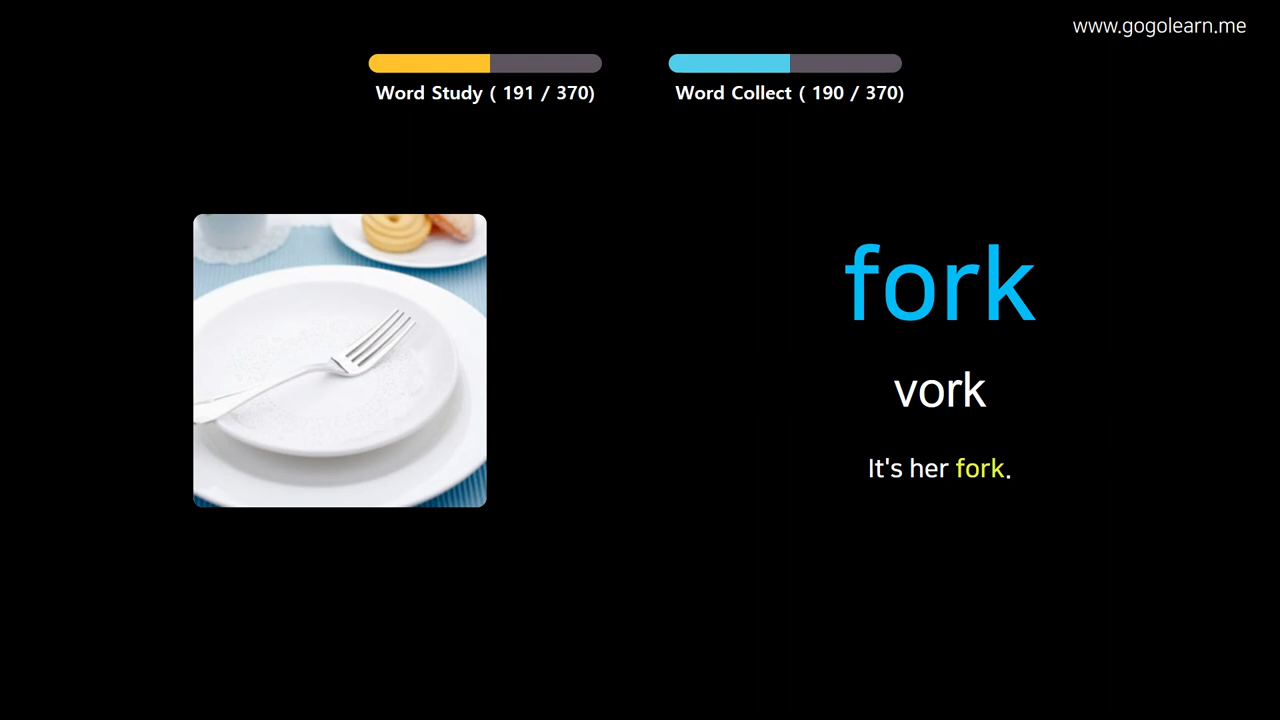 www.gogolearn.me
Word Study ( 191 / 370)
Word Collect ( 190 / 370)
fork
vork
It's her fork.